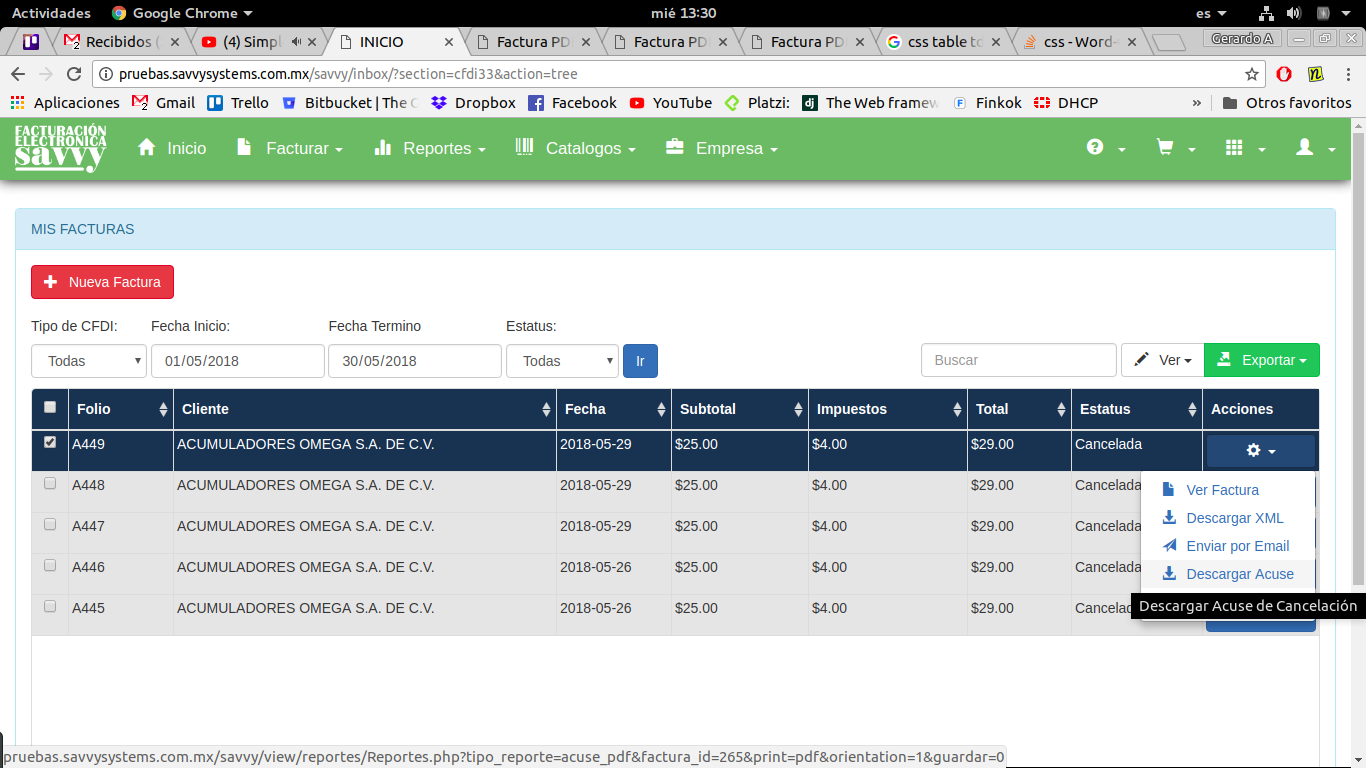 Actividades Google Chrome mié 13:30 es
Recibidos ( (4) Simpl INICIO Factura PD Factura PD Factura PD css table to css - Word- Gerardo A
pruebas.savvysystems.com.mx/savvy/inbox/?section=cfdi33&action=tree
Aplicaciones Gmail Trello Bitbucket | The C Dropbox Facebook YouTube Platzi: The Web framew Finkok DHCP » Otros favoritos
FACTURACIÓN
ELECTRONICA
savvy
Inicio Facturar Reportes Catalogos Empresa
MIS FACTURAS
Nueva Factura
Tipo de CFDI: Fecha Inicio: Fecha Termino Estatus:
Todas 01/05/2018 30/05/2018 Todas Ir Buscar Ver Exportar
Folio Cliente Fecha Subtotal Impuestos Total Estatus Acciones
A449 ACUMULADORES OMEGA S.A. DE C.V. 2018-05-29 $25.00 $4.00 $29.00 Cancelada
A448 ACUMULADORES OMEGA S.A. DE C.V. 2018-05-29 $25.00 $4.00 $29.00 Cancelada
A447 ACUMULADORES OMEGA S.A. DE C.V. 2018-05-29 $25.00 $4.00 $29.00 Cancelada
A446 ACUMULADORES OMEGA S.A. DE C.V. 2018-05-26 $25.00 $4.00 $29.00 Cancelada
A445 ACUMULADORES OMEGA S.A. DE C.V. 2018-05-26 $25.00 $4.00 $29.00 Cancelada
Ver Factura
Descargar XML
Enviar por Email
Descargar Acuse
Descargar Acuse de Cancelación
pruebas.savvysystems.com.mx/savvy/view/reportes/Reportes.php?tipo_reporte=acuse_pdf&factura_id=265&print=pdf&orientation=1&guardar=0